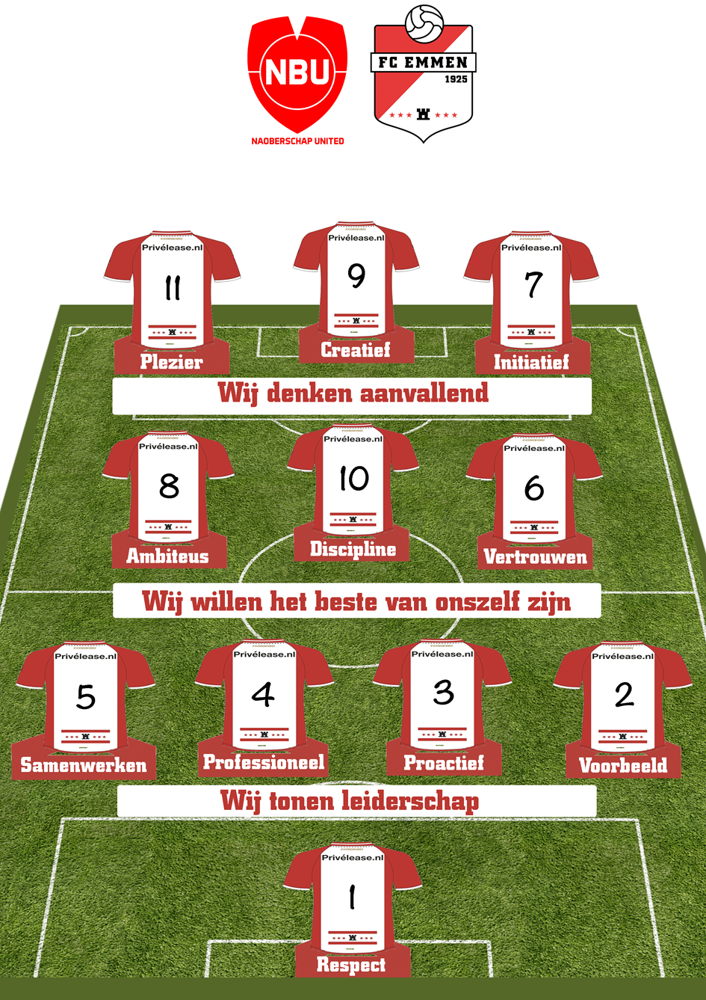 NBU
NAOBERSCHAP UNITED
FC EMMEN
1925
Privélease.nl
11
Plezier
Privélease.nl
9
Creatief
Privélease.nl
7
Initiatief
Wij denken aanvallend
Privélease.nl
8
Ambiteus
Privélease.nl
10
Discipline
Privélease.nl
6
Vertrouwen
Wij willen het beste van onszelf zijn
Privélease.nl
5
Samenwerken
Privélease.nl
4
Professioneel
Privélease.nl
3
Proactief
Privélease.nl
2
Voorbeeld
Wij tonen leiderschap
Privélease.nl
1
Respect